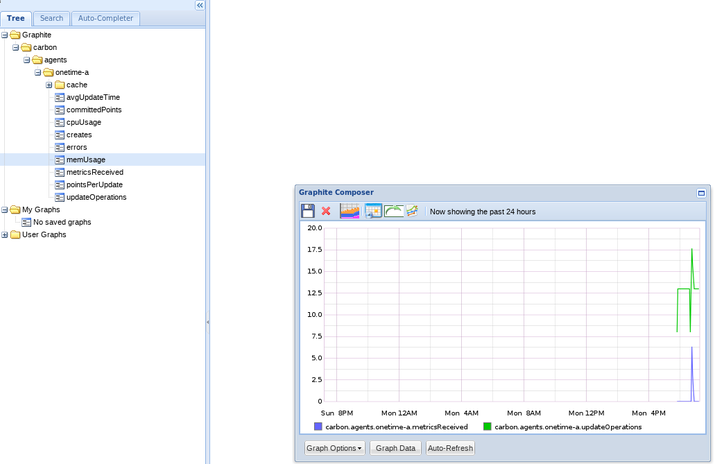 Tree Search Auto-Completer
Graphite
carbon
agents
onetime-a
cache
avgUpdateTime
committedPoints
cpuUsage
creates
errors
memUsage
metricsReceived
pointsPerUpdate
updateOperations
My Graphs
No saved graphs
User Graphs
Graphite Composer
Now showing the past 24 hours
20.0
17.5
15.0
12.5
10.0
7.5
5.0
2.5
0
Sun 8PM Mon 12AM Mon 4AM Mon 8AM Mon 12PM Mon 4PM
carbon.agents.onetime-a.metricsReceived carbon.agents.onetime-a.updateOperations
Graph Options Graph Data Auto-Refresh